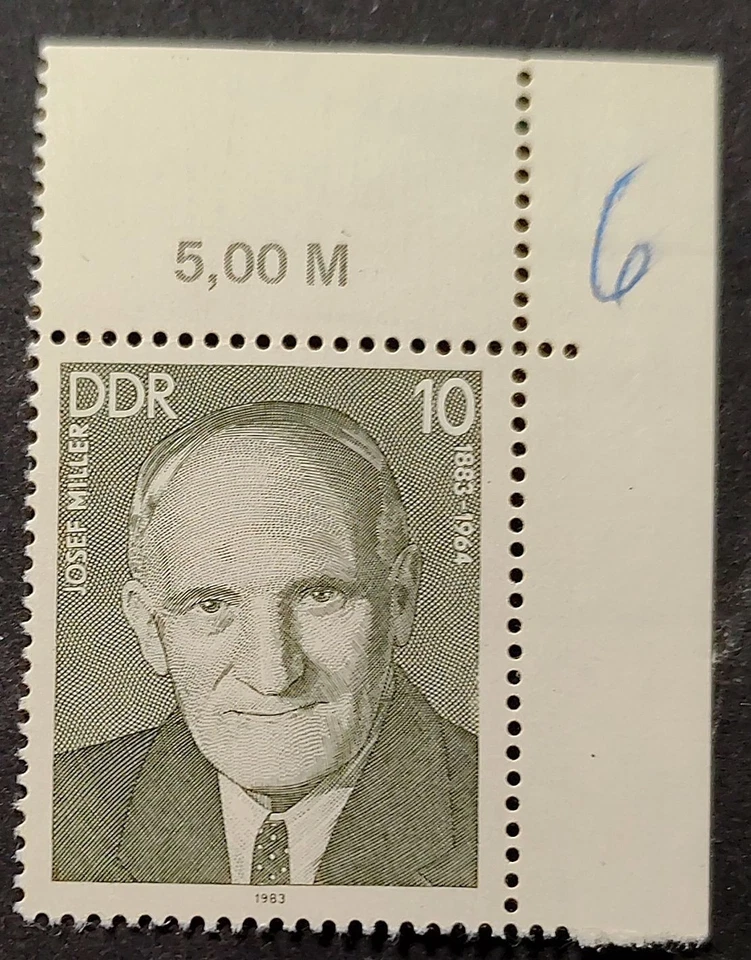 5,00 M
6
DDR 10
JOSEF MILLER
1883-1964
1983